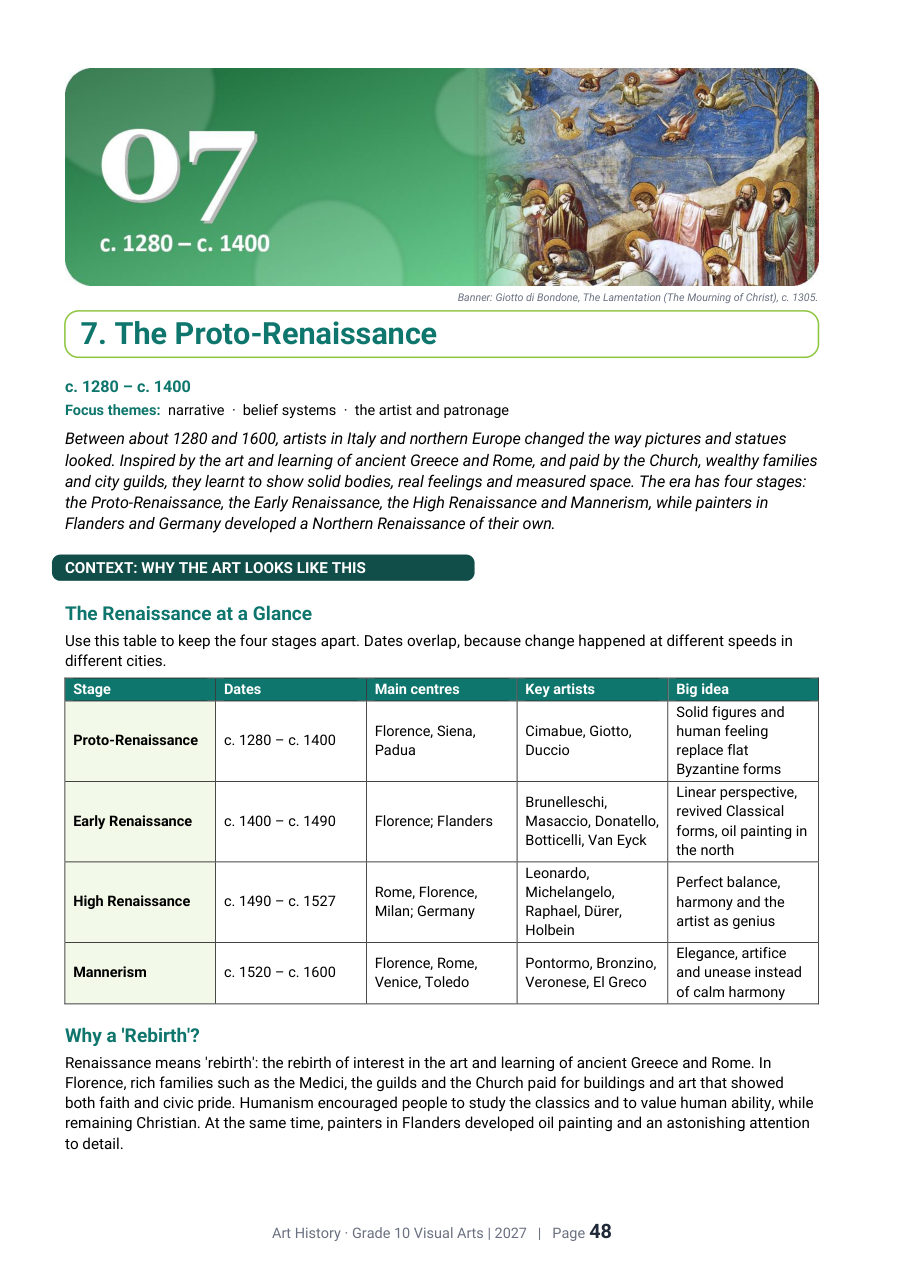 07
c. 1280 – c. 1400
Banner: Giotto di Bondone, The Lamentation (The Mourning of Christ), c. 1305.
7. The Proto-Renaissance
c. 1280 – c. 1400
Focus themes: narrative · belief systems · the artist and patronage
Between about 1280 and 1600, artists in Italy and northern Europe changed the way pictures and statues
looked. Inspired by the art and learning of ancient Greece and Rome, and paid by the Church, wealthy families
and city guilds, they learnt to show solid bodies, real feelings and measured space. The era has four stages:
the Proto-Renaissance, the Early Renaissance, the High Renaissance and Mannerism, while painters in
Flanders and Germany developed a Northern Renaissance of their own.
CONTEXT: WHY THE ART LOOKS LIKE THIS
The Renaissance at a Glance
Use this table to keep the four stages apart. Dates overlap, because change happened at different speeds in
different cities.
Stage Dates Main centres Key artists Big idea
Proto-Renaissance
c. 1280 – c. 1400
Florence, Siena,
Padua
Cimabue, Giotto,
Duccio
Solid figures and
human feeling
replace flat
Byzantine forms
Early Renaissance
c. 1400 – c. 1490
Florence; Flanders
Brunelleschi,
Masaccio, Donatello,
Botticelli, Van Eyck
Linear perspective,
revived Classical
forms, oil painting in
the north
High Renaissance
c. 1490 – c. 1527
Rome, Florence,
Milan; Germany
Leonardo,
Michelangelo,
Raphael, Dürer,
Holbein
Perfect balance,
harmony and the
artist as genius
Mannerism
c. 1520 – c. 1600
Florence, Rome,
Venice, Toledo
Pontormo, Bronzino,
Veronese, El Greco
Elegance, artifice
and unease instead
of calm harmony
Why a 'Rebirth'?
Renaissance means 'rebirth': the rebirth of interest in the art and learning of ancient Greece and Rome. In
Florence, rich families such as the Medici, the guilds and the Church paid for buildings and art that showed
both faith and civic pride. Humanism encouraged people to study the classics and to value human ability, while
remaining Christian. At the same time, painters in Flanders developed oil painting and an astonishing attention
to detail.
Art History · Grade 10 Visual Arts | 2027 | Page 48